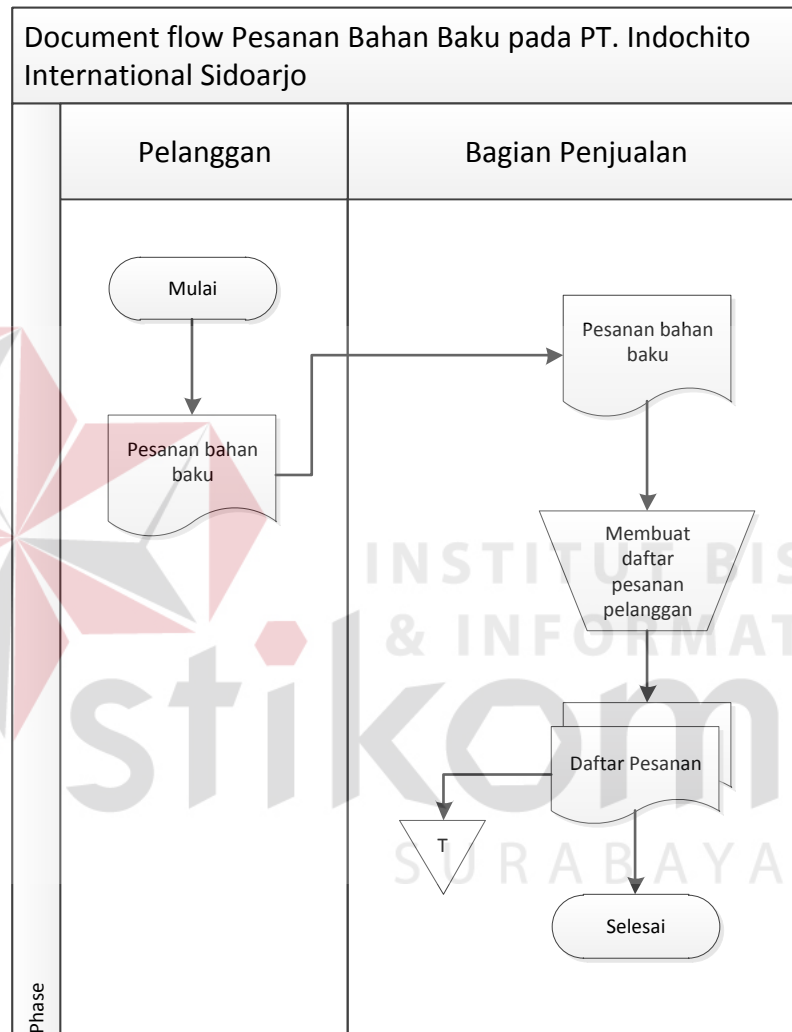 Document flow Pesanan Bahan Baku pada PT. Indochito
International Sidoarjo
Pelanggan
Bagian Penjualan
Mulai
Pesanan bahan
baku
Pesanan bahan
baku
Membuat
daftar
pesanan
pelanggan
Daftar Pesanan
T
Selesai
Phase
INSTITUT BIS
& INFORMAT
stikom
SURABAYA